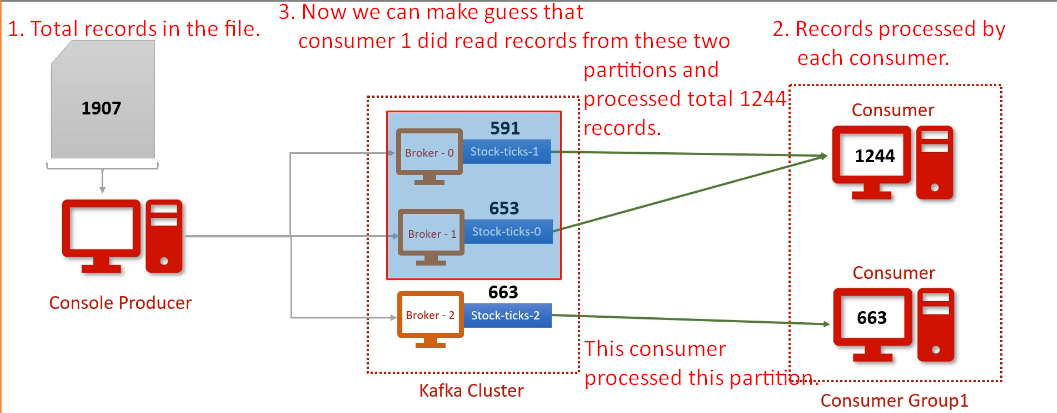 1. Total records in the file.
3. Now we can make guess that
consumer 1 did read records from these two
partitions and
processed total 1244
records.
2. Records processed by
each consumer.
1907
Console Producer
591
Broker - 0
Stock-ticks-1
653
Broker - 1
Stock-ticks-0
663
Broker - 2
Stock-ticks-2
Kafka Cluster
Consumer
1244
Consumer
663
This consumer
processed this partition.
Consumer Group1